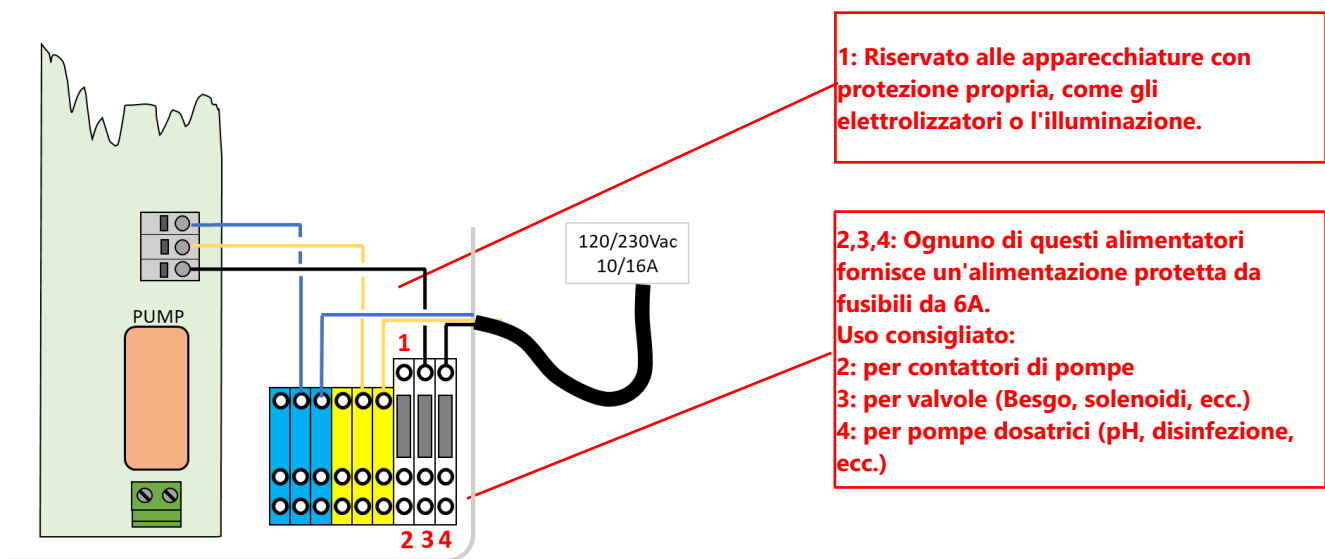 1: Riservato alle apparecchiature con
protezione propria, come gli
elettrolizzatori o l'illuminazione.
120/230Vac
10/16A
2,3,4: Ognuno di questi alimentatori
fornisce un'alimentazione protetta da
fusibili da 6A.
Uso consigliato:
2: per contattori di pompe
3: per valvole (Besgo, solenoidi, ecc.)
4: per pompe dosatrici (pH, disinfezione,
ecc.)
PUMP
1
2 3 4